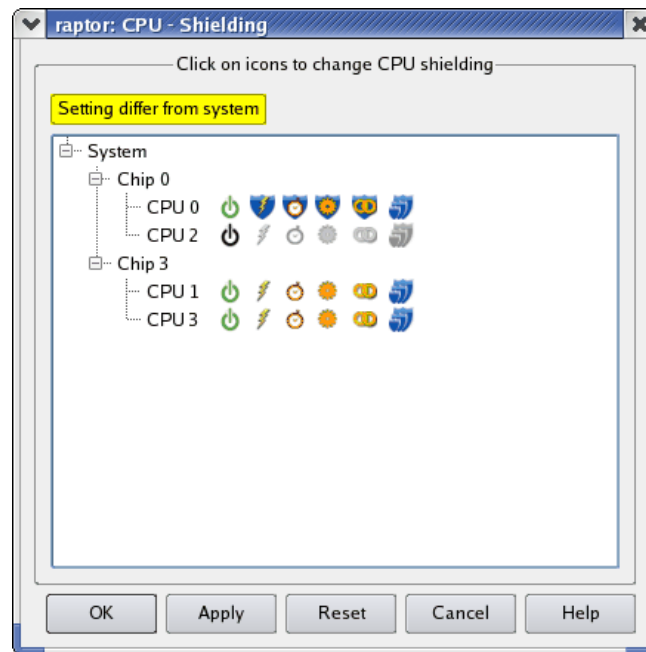 raptor: CPU - Shielding
Click on icons to change CPU shielding
Setting differ from system
System
Chip 0
CPU 0
CPU 2
Chip 3
CPU 1
CPU 3
OK Apply Reset Cancel Help